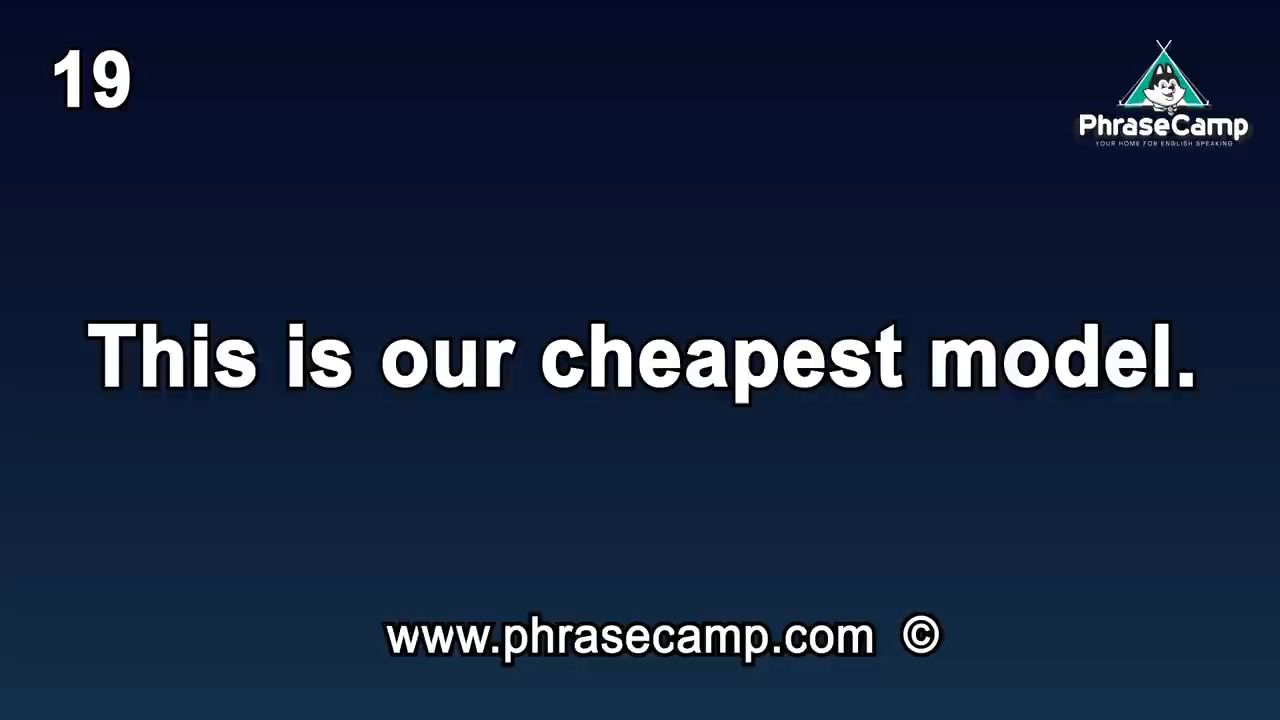 19
PhraseCamp
YOUR HOME FOR ENGLISH SPEAKING
This is our cheapest model.
www.phrasecamp.com ©